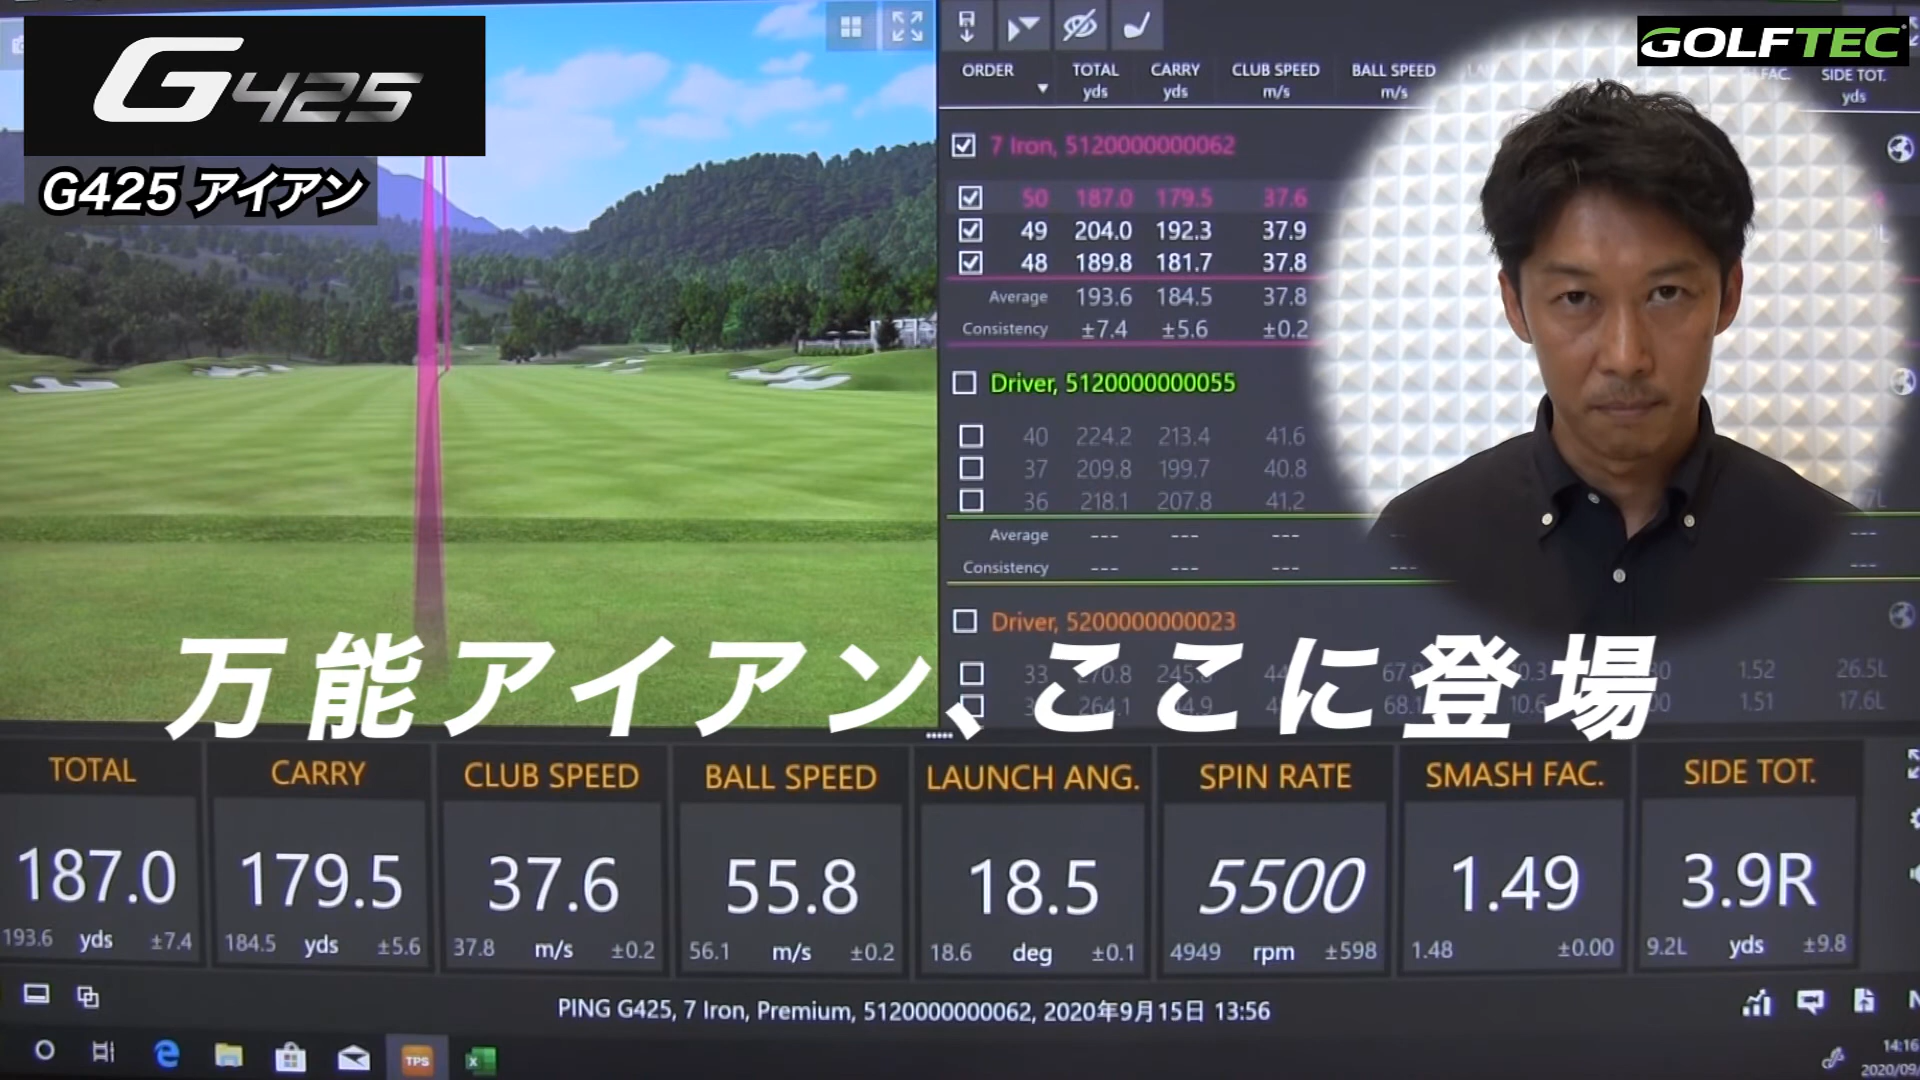 G425
G425 アイアン
GOLFTEC
ORDER TOTAL yds CARRY yds CLUB SPEED m/s BALL SPEED m/s FAC. SIDE TOT. yds
7 Iron, 5120000000062
50 187.0 179.5 37.6
49 204.0 192.3 37.9
48 189.8 181.7 37.8
Average 193.6 184.5 37.8
Consistency ±7.4 ±5.6 ±0.2
Driver, 5120000000055
40 224.2 213.4 41.6
37 209.8 199.7 40.8
36 218.1 207.8 41.2
Average --- --- --- ---
Consistency --- --- --- --- ---
Driver, 5200000000023
33 1.52 26.5L
264.1 1.51 17.6L
万能アイアン、ここに登場
TOTAL CARRY CLUB SPEED BALL SPEED LAUNCH ANG. SPIN RATE SMASH FAC. SIDE TOT.
187.0 179.5 37.6 55.8 18.5 5500 1.49 3.9R
193.6 yds ±7.4 184.5 yds ±5.6 37.8 m/s ±0.2 56.1 m/s ±0.2 18.6 deg ±0.1 4949 rpm ±598 1.48 ±0.00 9.2L yds ±9.8
PING G425, 7 Iron, Premium, 5120000000062, 2020年9月15日 13:56
TPS
14:16
2020/09/